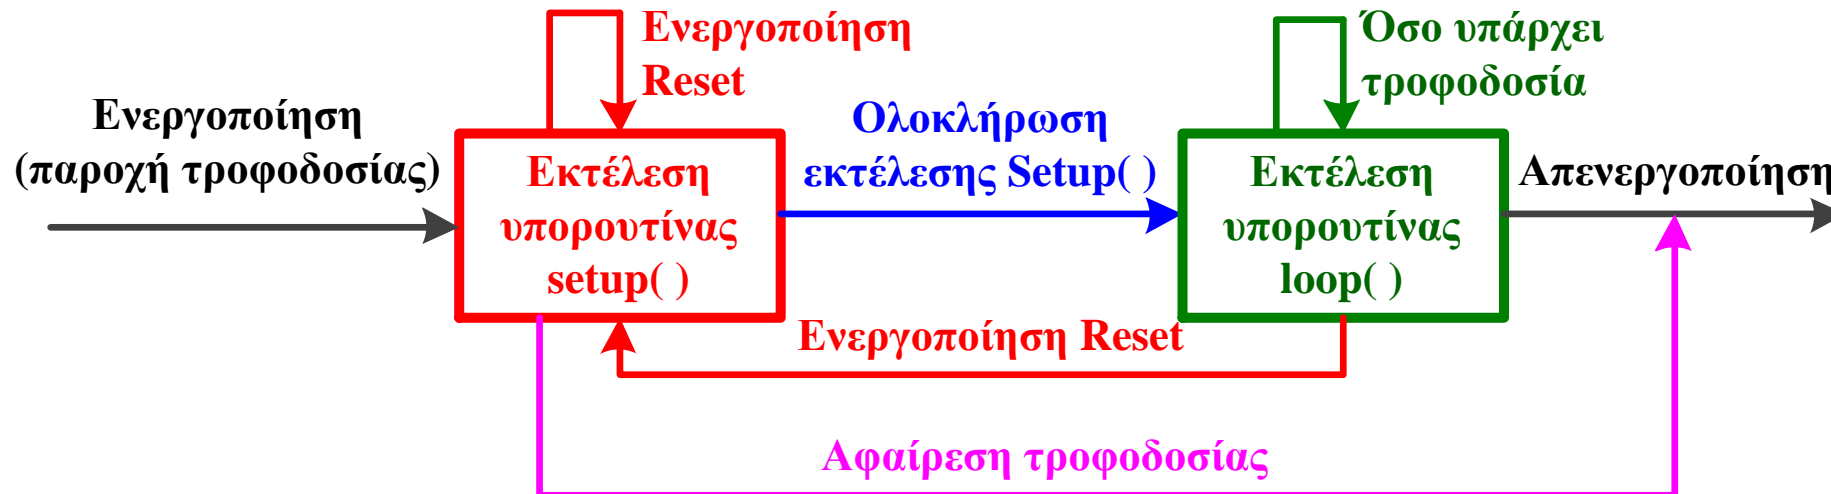 Ενεργοποίηση
Reset
Όσο υπάρχει
τροφοδοσία
Ενεργοποίηση
(παροχή τροφοδοσίας)
Εκτέλεση
υπορουτίνας
setup( )
Ολοκλήρωση
εκτέλεσης Setup( )
Εκτέλεση
υπορουτίνας
loop( )
Απενεργοποίηση
Ενεργοποίηση Reset
Αφαίρεση τροφοδοσίας